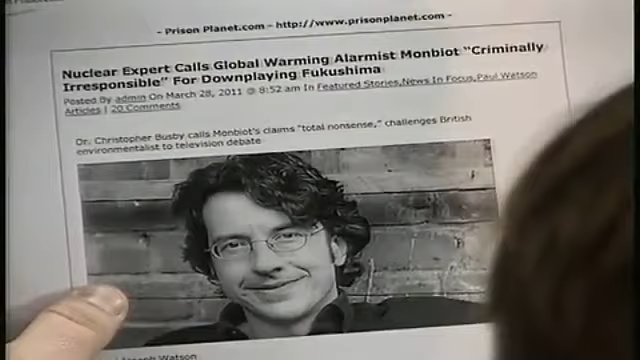 - Prison Planet.com - http://www.prisonplanet.com -
Nuclear Expert Calls Global Warming Alarmist Monbiot "Criminally
Irresponsible" For Downplaying Fukushima
Posted By admin On March 28, 2011 @ 8:52 am In Featured Stories,News In Focus,Paul Watson
Articles | 20 Comments
Dr. Christopher Busby calls Monbiot's claims "total nonsense," challenges British
environmentalist to television debate
Watson